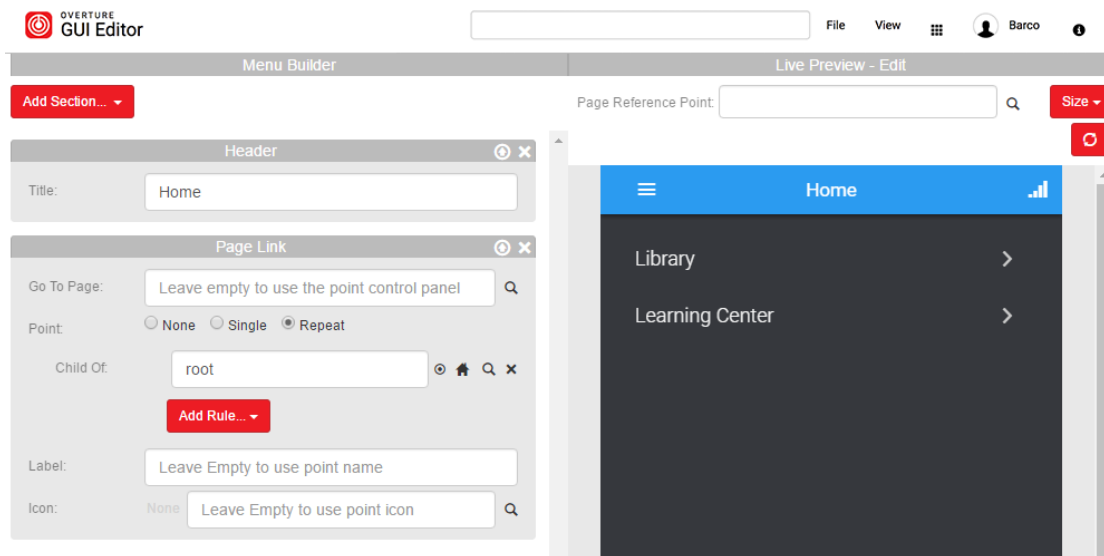 OVERTURE
GUI Editor
File View Barco
Menu Builder
Live Preview - Edit
Add Section...
Page Reference Point:
Size
Header
Title: Home
Page Link
Go To Page: Leave empty to use the point control panel
Point: None Single Repeat
Child Of: root
Add Rule...
Label: Leave Empty to use point name
Icon: None Leave Empty to use point icon
Home
Library
Learning Center